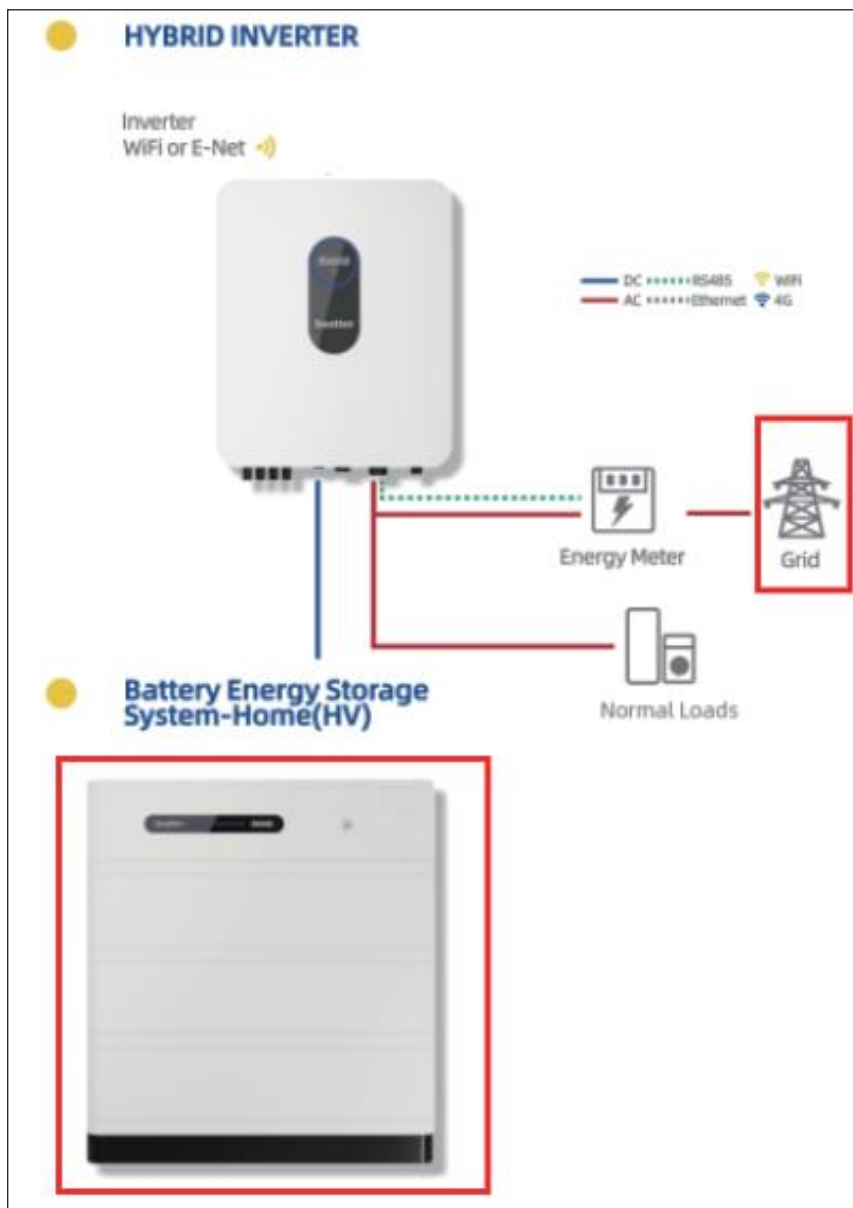 HYBRID INVERTER
Inverter
WiFi or E-Net
DC RS485 WiFi
AC Ethernet 4G
Energy Meter
Grid
Normal Loads
Battery Energy Storage
System-Home(HV)